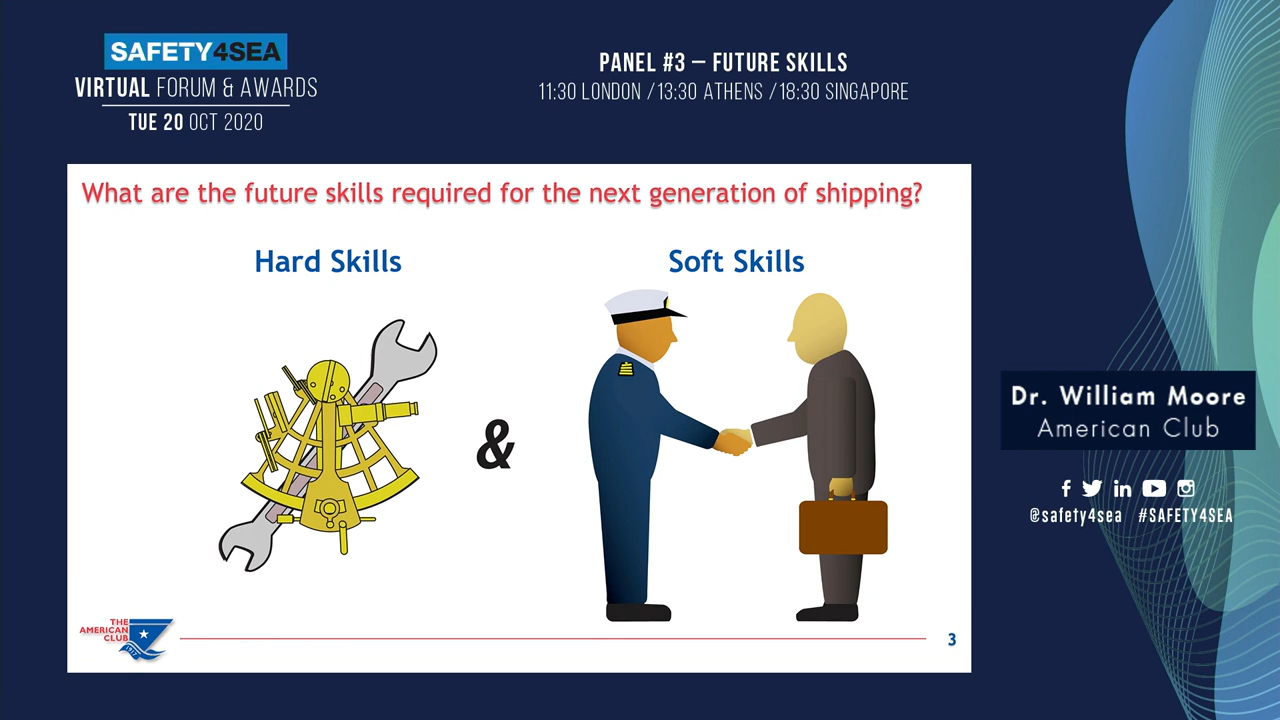 SAFETY4SEA
VIRTUAL FORUM & AWARDS
TUE 20 OCT 2020
PANEL #3 – FUTURE SKILLS
11:30 LONDON / 13:30 ATHENS / 18:30 SINGAPORE
What are the future skills required for the next generation of shipping?
Hard Skills
Soft Skills
&
THE
AMERICAN
CLUB
1917
3
Dr. William Moore
American Club
@safety4sea #SAFETY4SEA